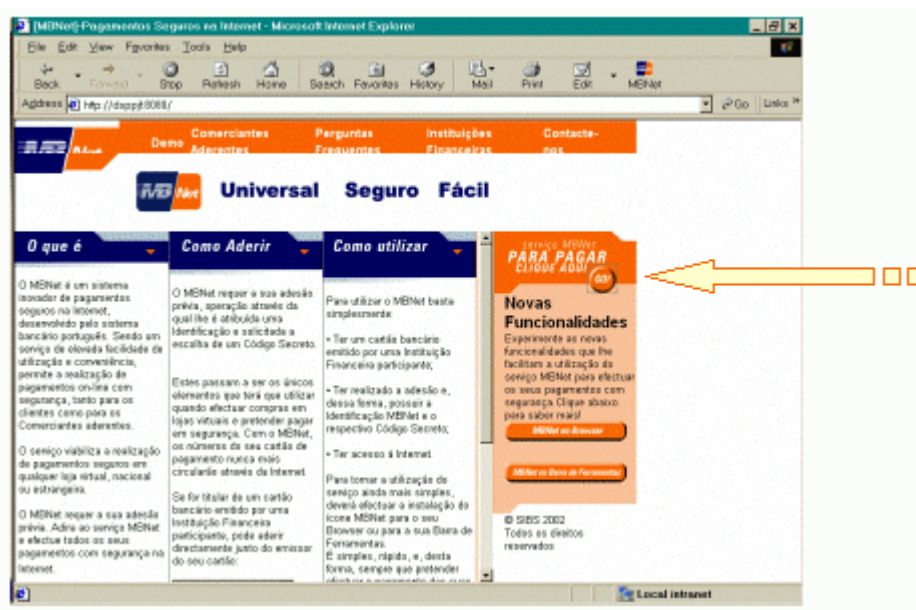 [MBNet]-Pagamentos Seguros na Internet - Microsoft Internet Explorer
File Edit View Favorites Tools Help
Back Forward Stop Refresh Home Search Favorites History Mail Print Edit MBNet
Address http://dsppjt:8080/ Go Links »
MB Net
Demo
Comerciantes Aderentes
Perguntas Frequentes
Instituições Financeiras
Contacte-nos
MB Net Universal Seguro Fácil
O que é
O MBNet é um sistema
inovador de pagamentos
seguros na Internet,
desenvolvido pelo sistema
bancário português. Sendo um
serviço de elevada facilidade de
utilização e conveniência,
permite a realização de
pagamentos on-line com
segurança, tanto para os
clientes como para os
Comerciantes aderentes.
O serviço viabiliza a realização
de pagamentos seguros em
qualquer loja virtual, nacional
ou estrangeira.
O MBNet requer a sua adesão
prévia. Adira ao serviço MBNet
e efectue todos os seus
pagamentos com segurança na
Internet.
Como Aderir
O MBNet requer a sua adesão
prévia, operação através da
qual lhe é atribuída uma
Identificação e solicitada a
escolha de um Código Secreto.
Estes passam a ser os únicos
elementos que terá que utilizar
quando efectuar compras em
lojas virtuais e pretender pagar
em segurança. Com o MBNet,
os números do seu cartão de
pagamento nunca mais
circularão através da Internet.
Se for titular de um cartão
bancário emitido por uma
Instituição Financeira
participante, pode aderir
directamente junto do emissor
do seu cartão:
Como utilizar
Para utilizar o MBNet basta
simplesmente:
• Ter um cartão bancário
emitido por uma Instituição
Financeira participante;
• Ter realizado a adesão e,
dessa forma, possuir a
Identificação MBNet e o
respectivo Código Secreto;
• Ter acesso à Internet.
Para tornar a utilização do
serviço ainda mais simples,
deverá efectuar a instalação do
ícone MBNet para o seu
Browser ou para a sua Barra de
Ferramentas.
É simples, rápido, e, desta
forma, sempre que pretender
efectuar o pagamento das suas
serviço MBNet
PARA PAGAR
CLIQUE AQUI
GO!
Novas
Funcionalidades
Experimente as novas
funcionalidades que lhe
facilitam a utilização do
serviço MBNet para efectuar
os seus pagamentos com
segurança. Clique abaixo
para saber mais!
MBNet no Browser
MBNet na Barra de Ferramentas
© SIBS 2002
Todos os direitos
reservados
Local intranet